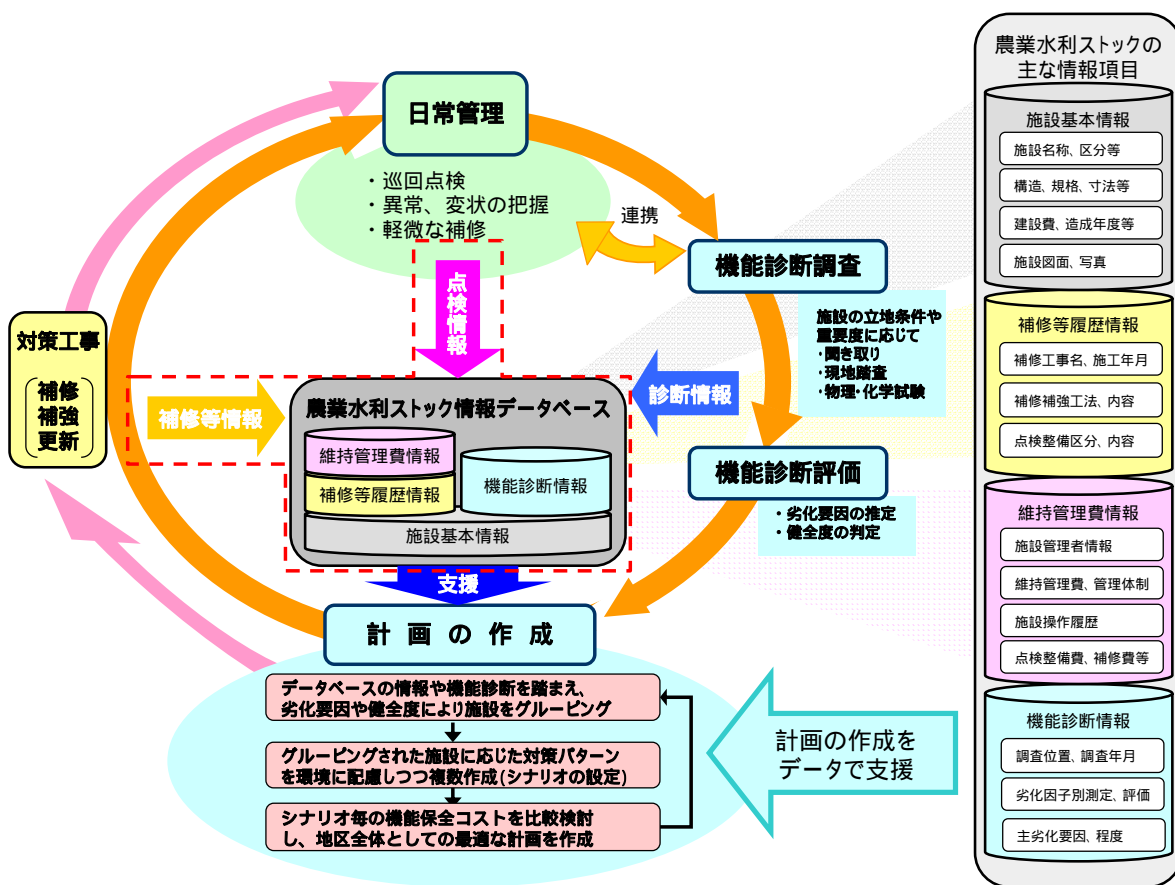 日常管理
・巡回点検
・異常、変状の把握
・軽微な補修
連携
点検情報
機能診断調査
施設の立地条件や
重要度に応じて
・聞き取り
・現地踏査
・物理・化学試験
診断情報
機能診断評価
・劣化要因の推定
・健全度の判定
対策工事
補修
補強
更新
補修等情報
農業水利ストック情報データベース
維持管理費情報
補修等履歴情報
機能診断情報
施設基本情報
支援
計画の作成
データベースの情報や機能診断を踏まえ、
劣化要因や健全度により施設をグルーピング
グルーピングされた施設に応じた対策パターン
を環境に配慮しつつ複数作成(シナリオの設定)
シナリオ毎の機能保全コストを比較検討
し、地区全体としての最適な計画を作成
計画の作成を
データで支援
農業水利ストックの
主な情報項目
施設基本情報
施設名称、区分等
構造、規格、寸法等
建設費、造成年度等
施設図面、写真
補修等履歴情報
補修工事名、施工年月
補修補強工法、内容
点検整備区分、内容
維持管理費情報
施設管理者情報
維持管理費、管理体制
施設操作履歴
点検整備費、補修費等
機能診断情報
調査位置、調査年月
劣化因子別測定、評価
主劣化要因、程度